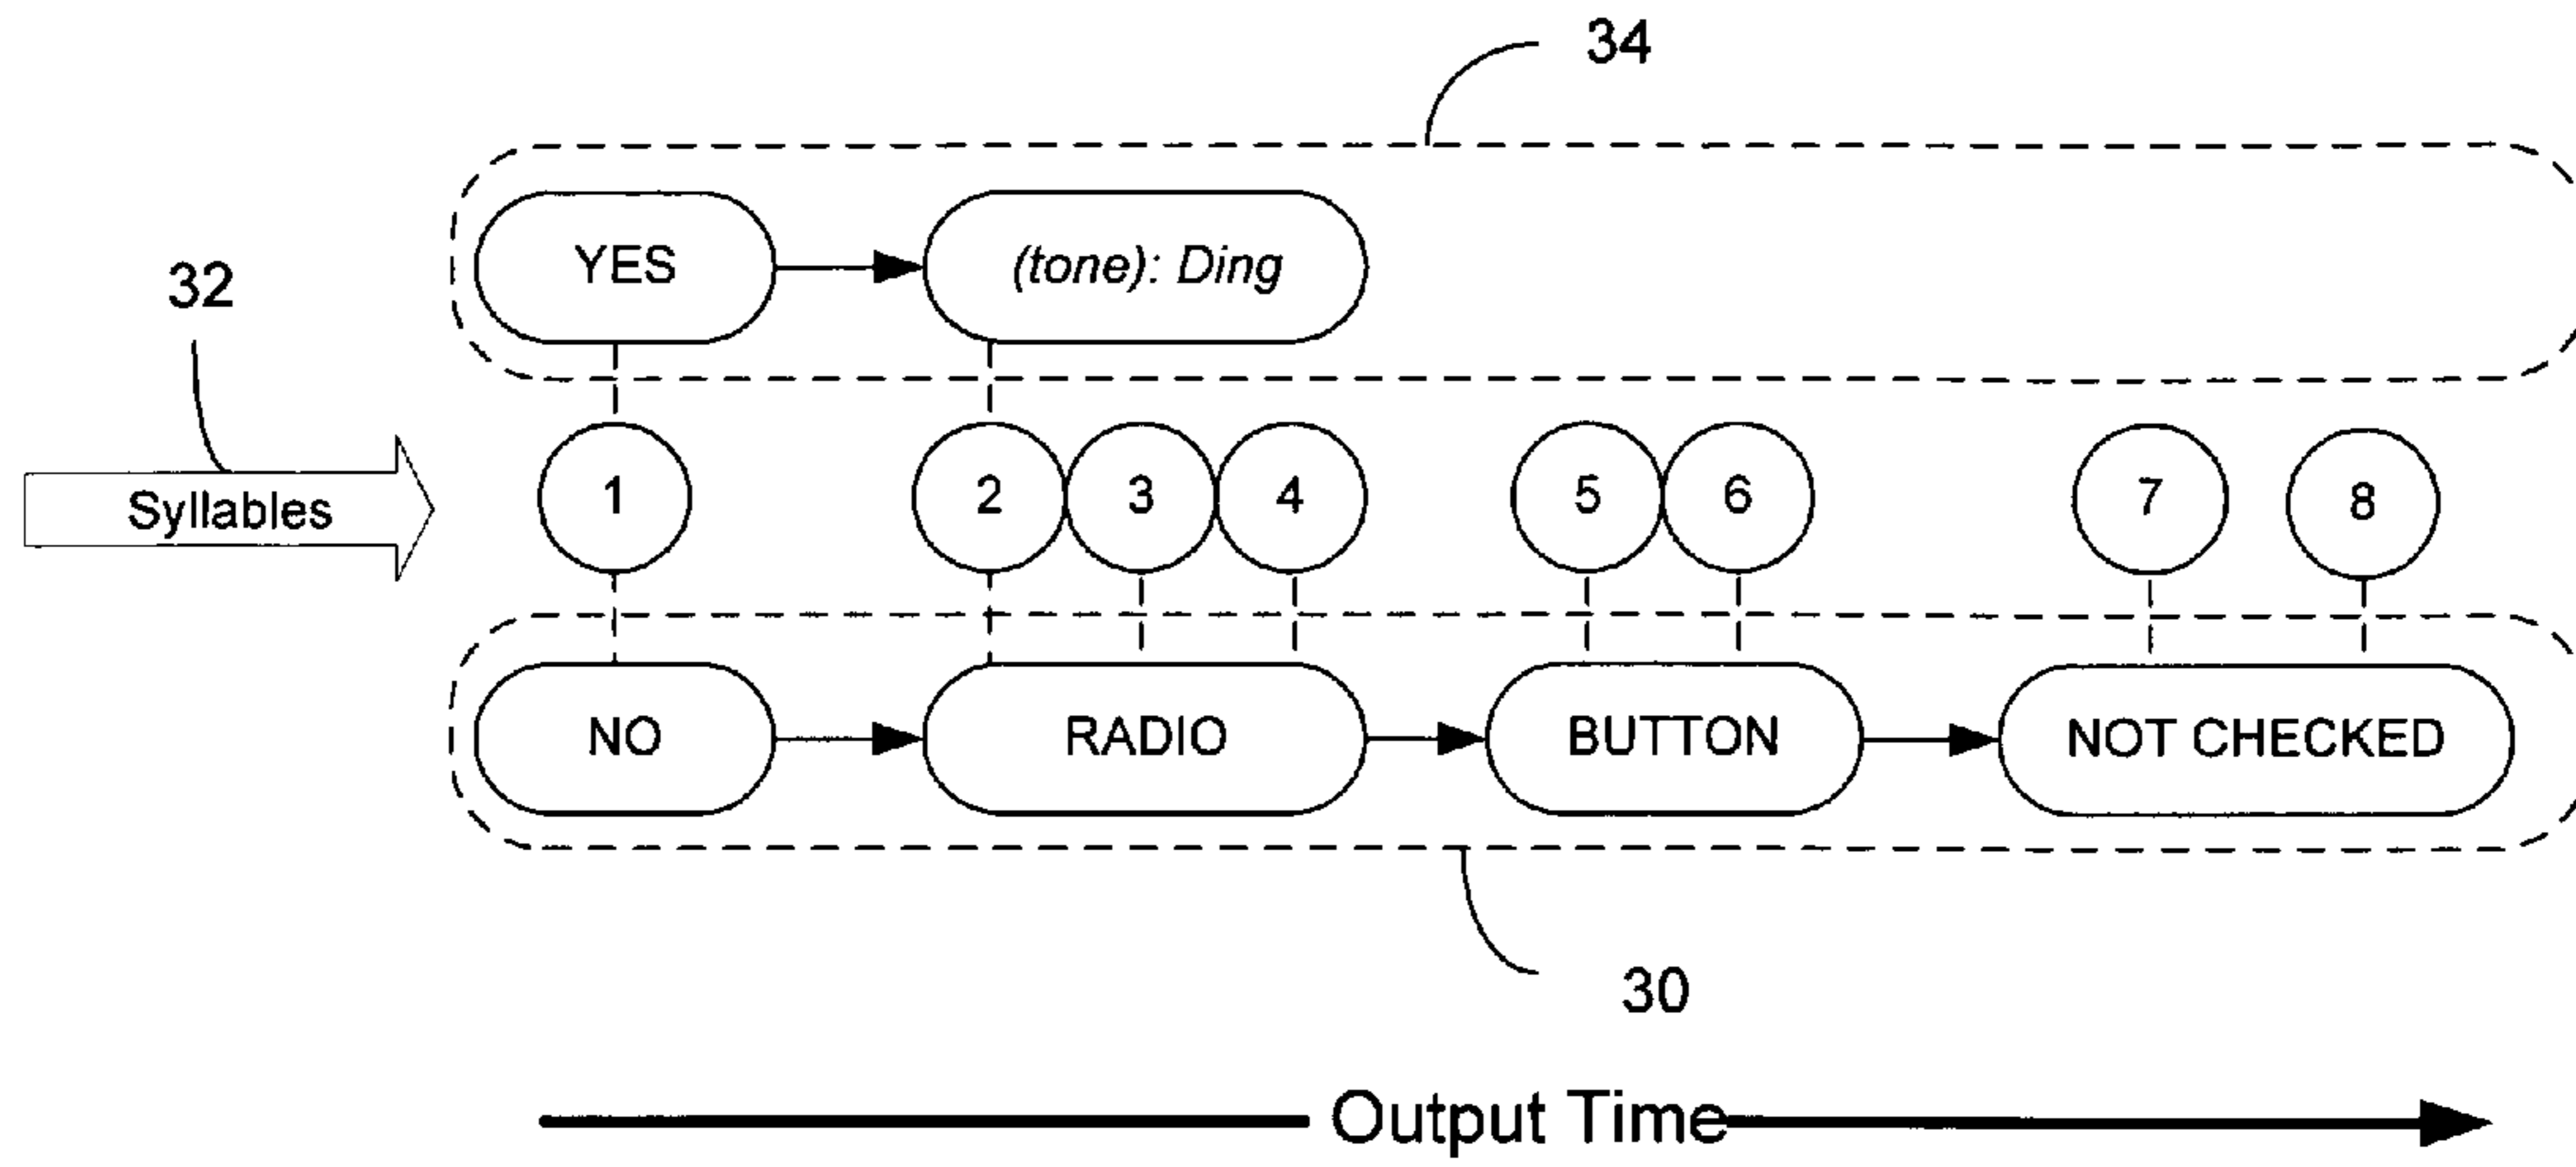 34
YES (tone): Ding
32
Syllables 1 2 3 4 5 6 7 8
NO RADIO BUTTON NOT CHECKED
30
Output Time